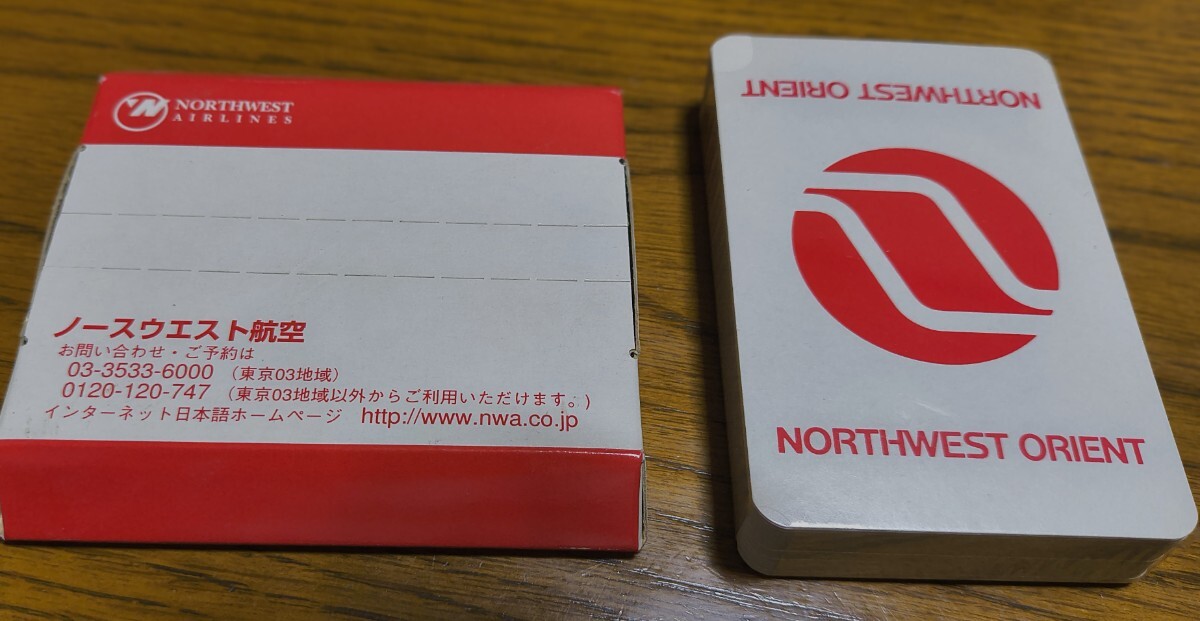 NORTHWEST
AIRLINES
ノースウエスト航空
お問い合わせ・ご予約は
03-3533-6000 （東京03地域）
0120-120-747 （東京03地域以外からご利用いただけます。)
インターネット日本語ホームページ http://www.nwa.co.jp
NORTHWEST ORIENT
NORTHWEST ORIENT